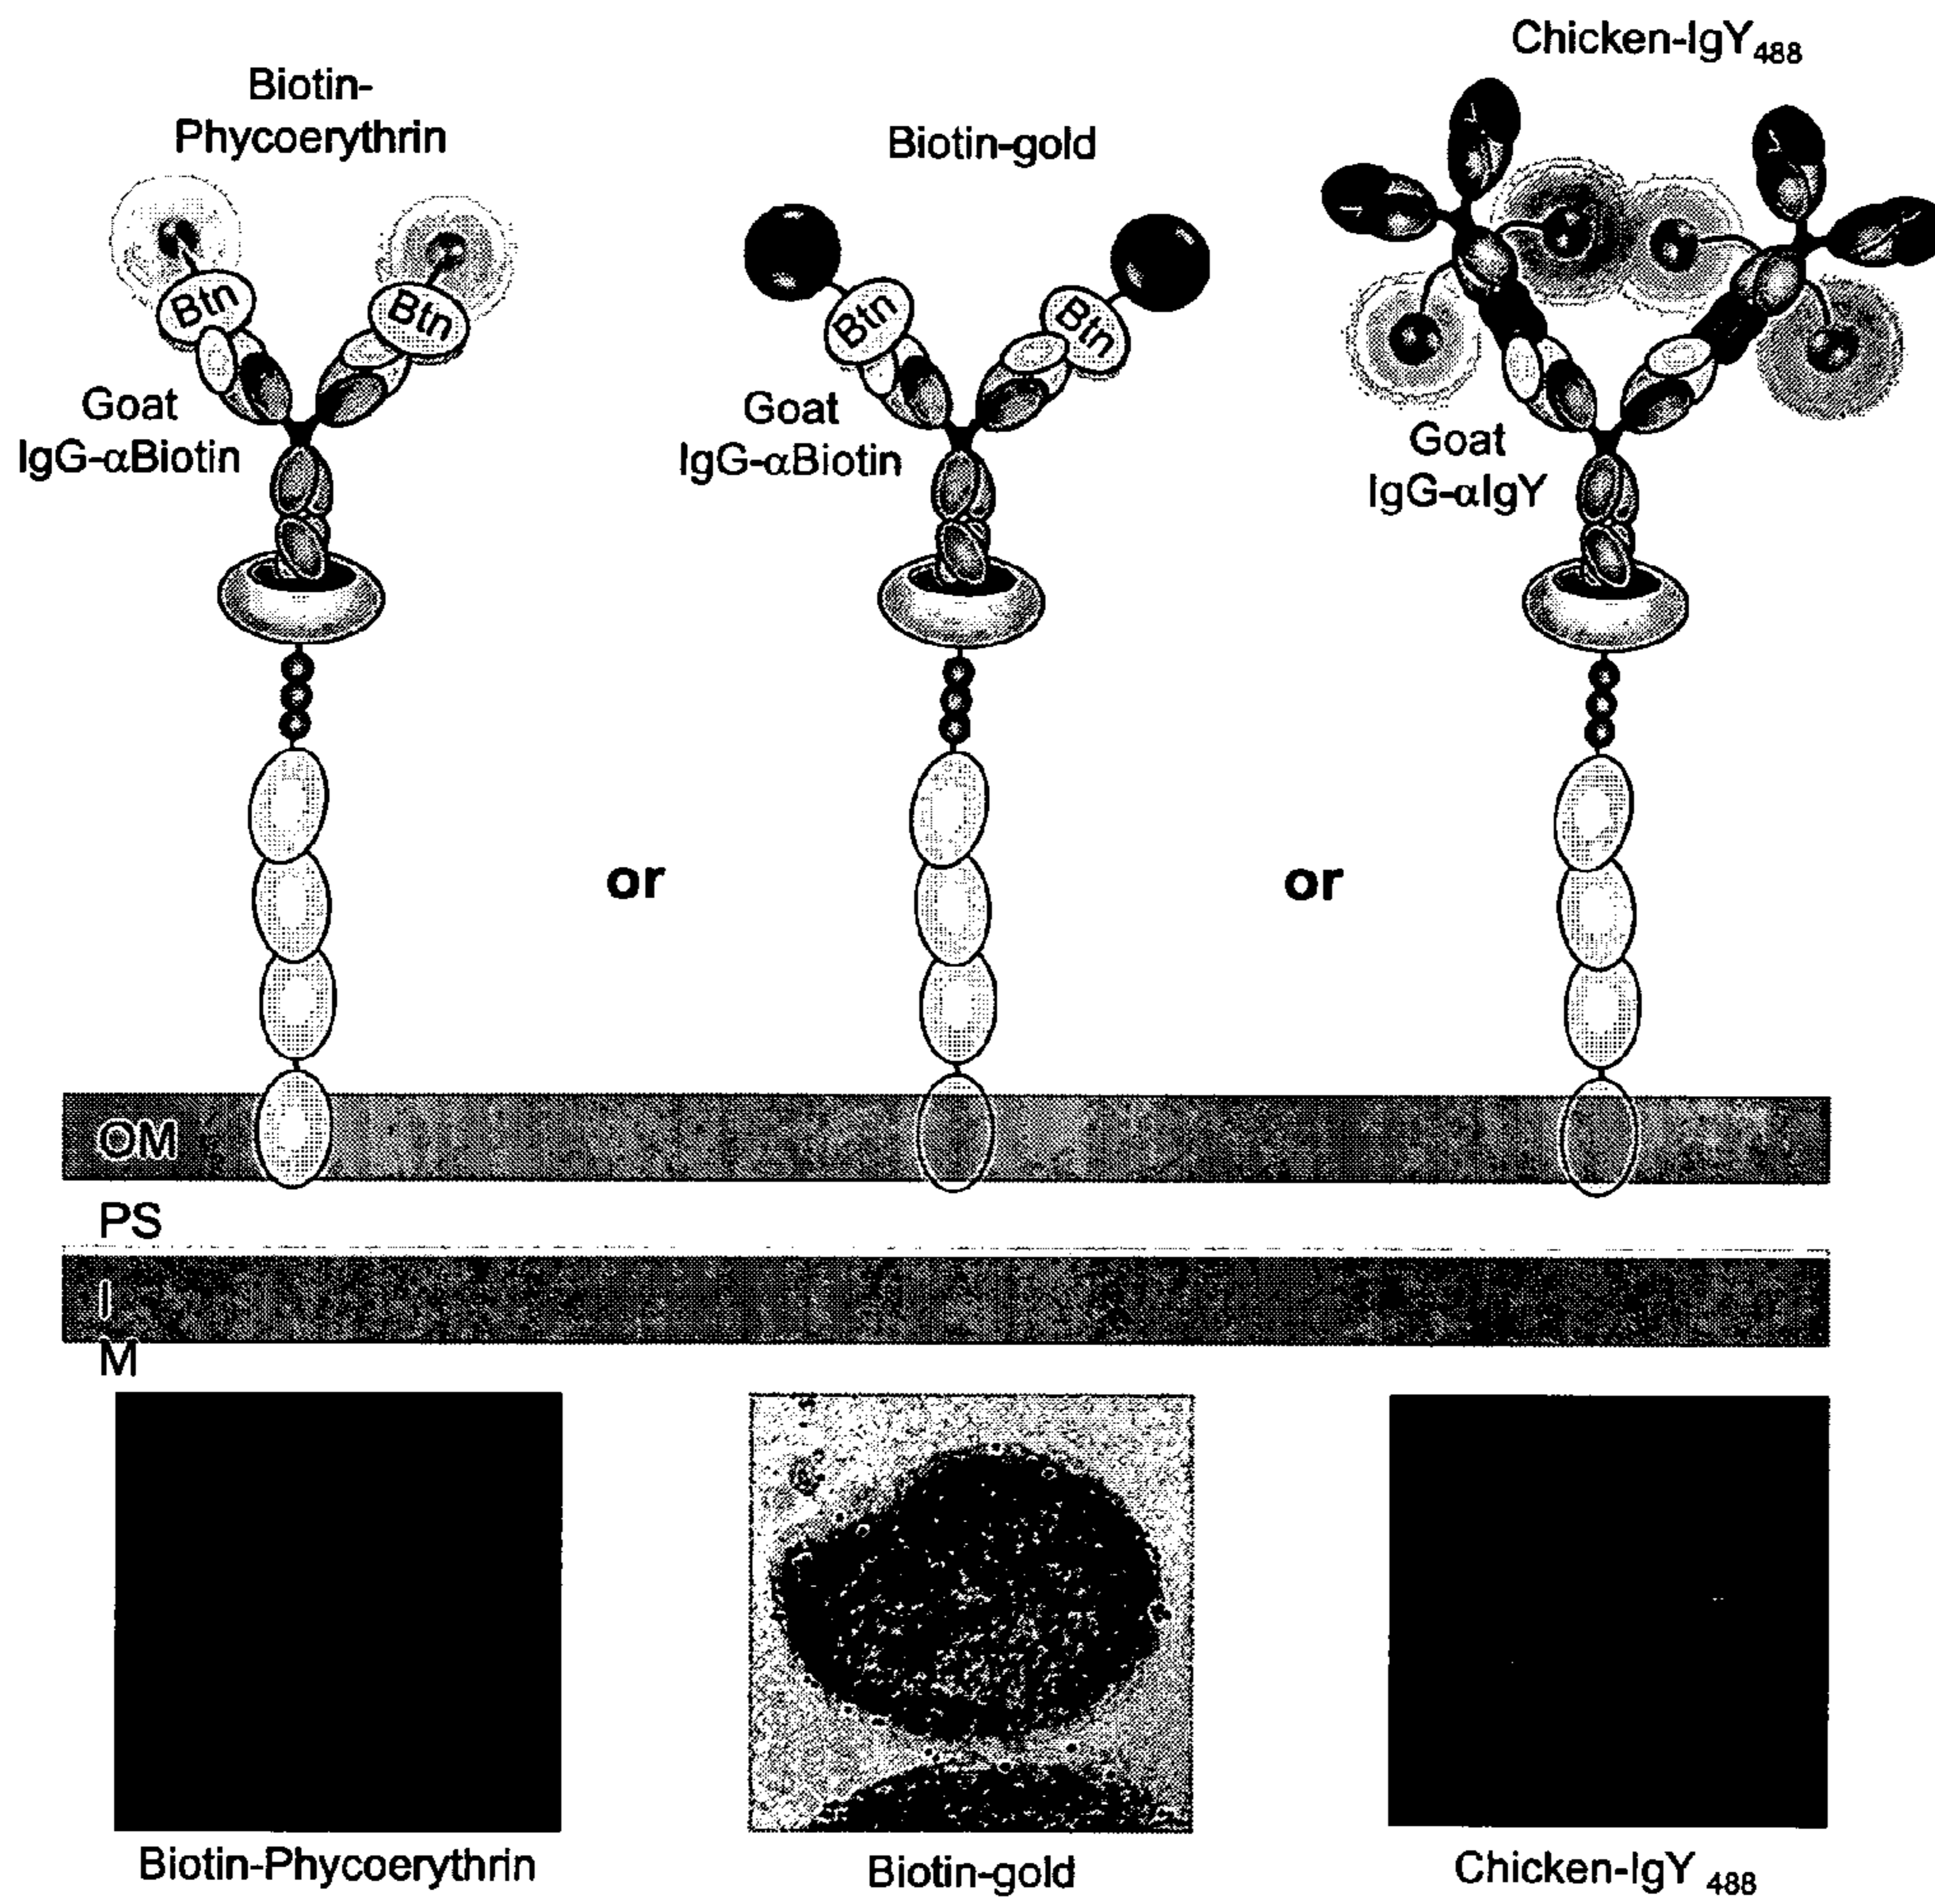 Biotin-
Phycoerythrin
Biotin-gold
Chicken-IgY488
Btn
Btn
Btn
Btn
Goat
IgG-αBiotin
Goat
IgG-αBiotin
Goat
IgG-αIgY
or
or
OM
PS
I
M
Biotin-Phycoerythrin
Biotin-gold
Chicken-IgY 488